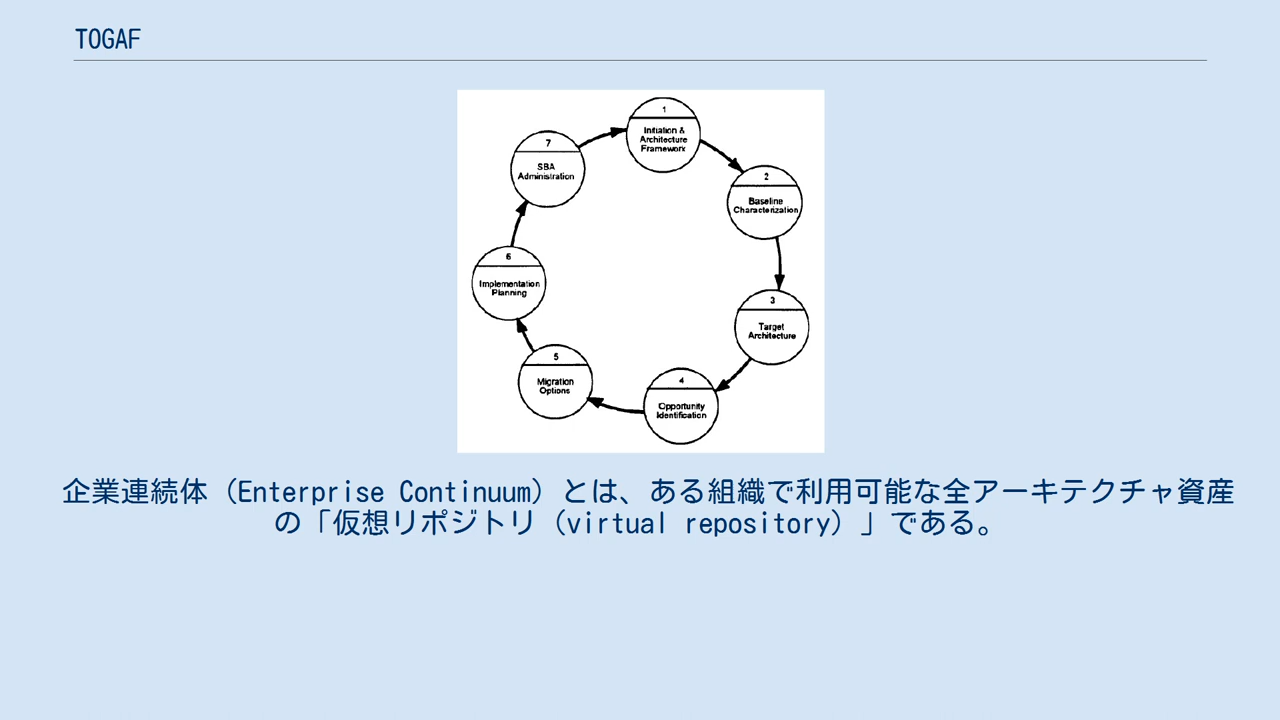 TOGAF
1
Initiation &
Architecture
Framework
2
Baseline
Characterization
3
Target
Architecture
4
Opportunity
Identification
5
Migration
Options
6
Implementation
Planning
7
SBA
Administration
企業連続体（Enterprise Continuum）とは、ある組織で利用可能な全アーキテクチャ資産
の「仮想リポジトリ（virtual repository）」である。